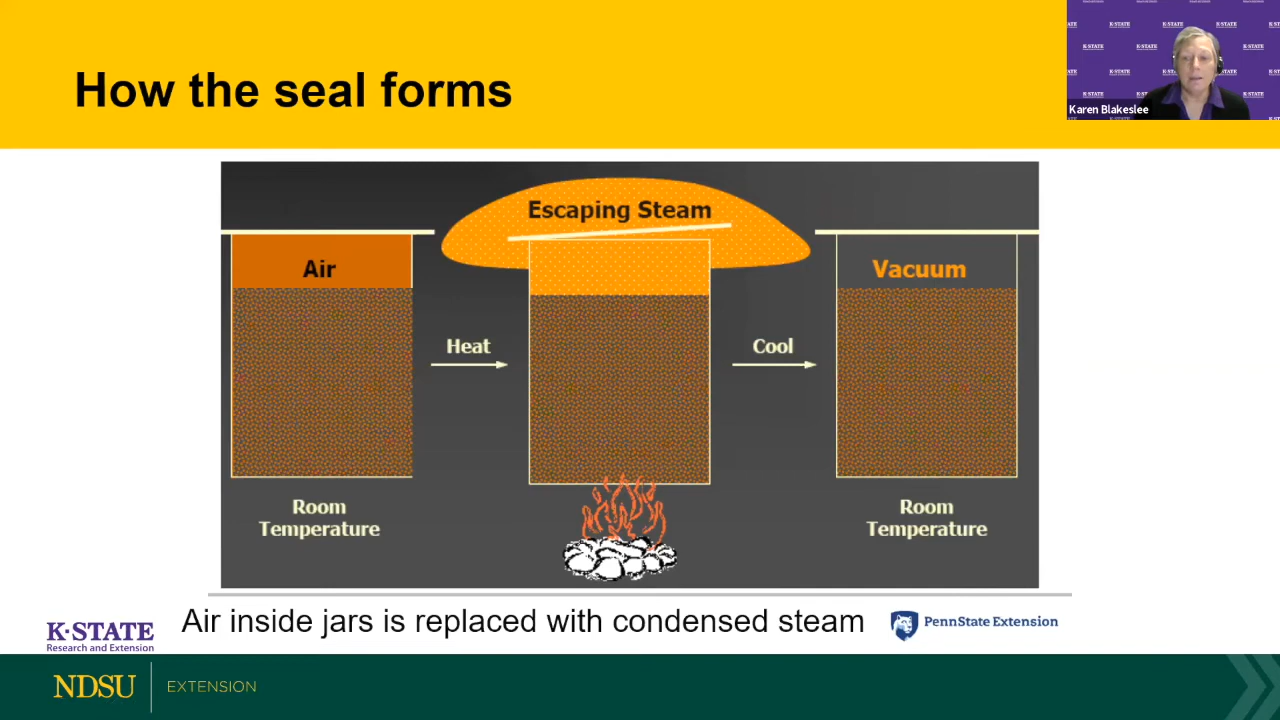 How the seal forms
K-STATE
Karen Blakeslee
Escaping Steam
Air
Vacuum
Heat
Cool
Room
Temperature
Room
Temperature
Air inside jars is replaced with condensed steam
PennState Extension
K·STATE
Research and Extension
NDSU
EXTENSION